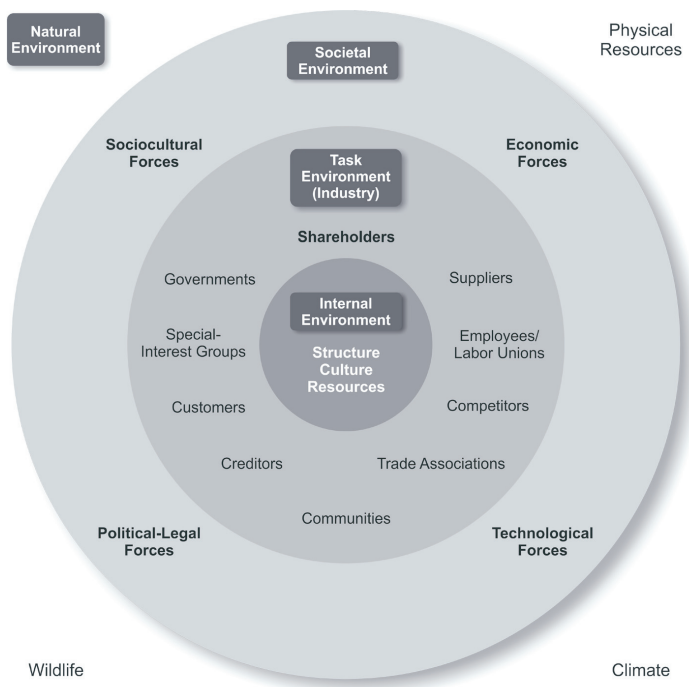 Natural
Environment
Physical
Resources
Societal
Environment
Sociocultural
Forces
Economic
Forces
Task
Environment
(Industry)
Shareholders
Governments
Suppliers
Internal
Environment
Special-
Interest Groups
Employees/
Labor Unions
Structure
Culture
Resources
Customers
Competitors
Creditors
Trade Associations
Communities
Political-Legal
Forces
Technological
Forces
Wildlife
Climate